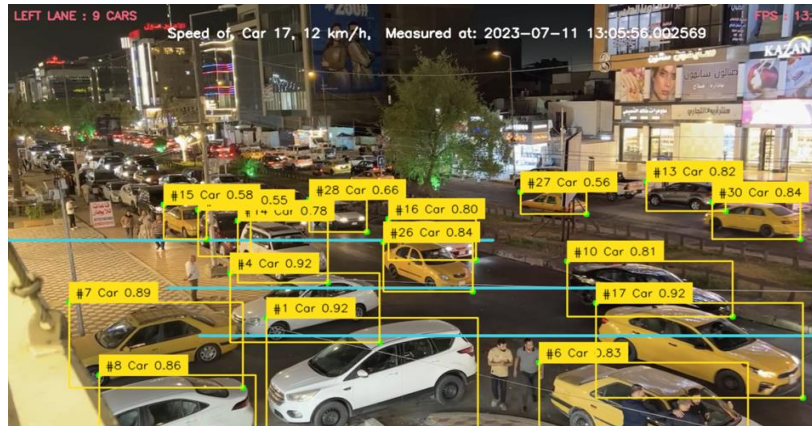 LEFT LANE : 9 CARS
FPS : 13
Speed of, Car 17, 12 km/h, Measured at: 2023-07-11 13:05:56.002569
KAZAN
#15 Car 0.58
0.55
#28 Car 0.66
#14 Car 0.78
#16 Car 0.80
#26 Car 0.84
#27 Car 0.56
#13 Car 0.82
#30 Car 0.84
#4 Car 0.92
#10 Car 0.81
#7 Car 0.89
#1 Car 0.92
#17 Car 0.92
#8 Car 0.86
#6 Car 0.83